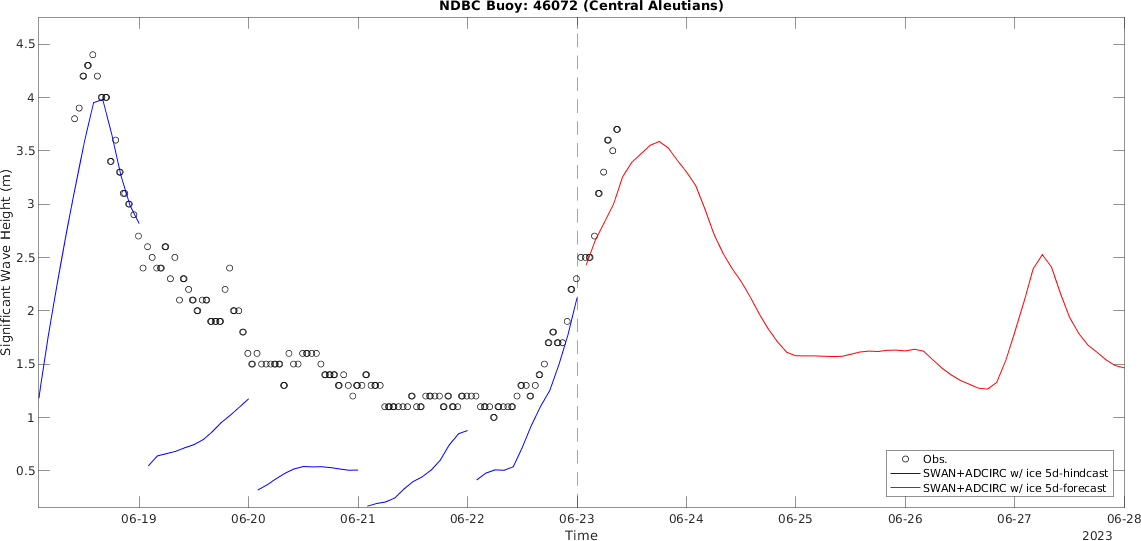 NDBC Buoy: 46072 (Central Aleutians)
Significant Wave Height (m)
4.5
4
3.5
3
2.5
2
1.5
1
0.5
Obs.
SWAN+ADCIRC w/ ice 5d-hindcast
SWAN+ADCIRC w/ ice 5d-forecast
06-19 06-20 06-21 06-22 06-23 06-24 06-25 06-26 06-27 06-28
Time
2023